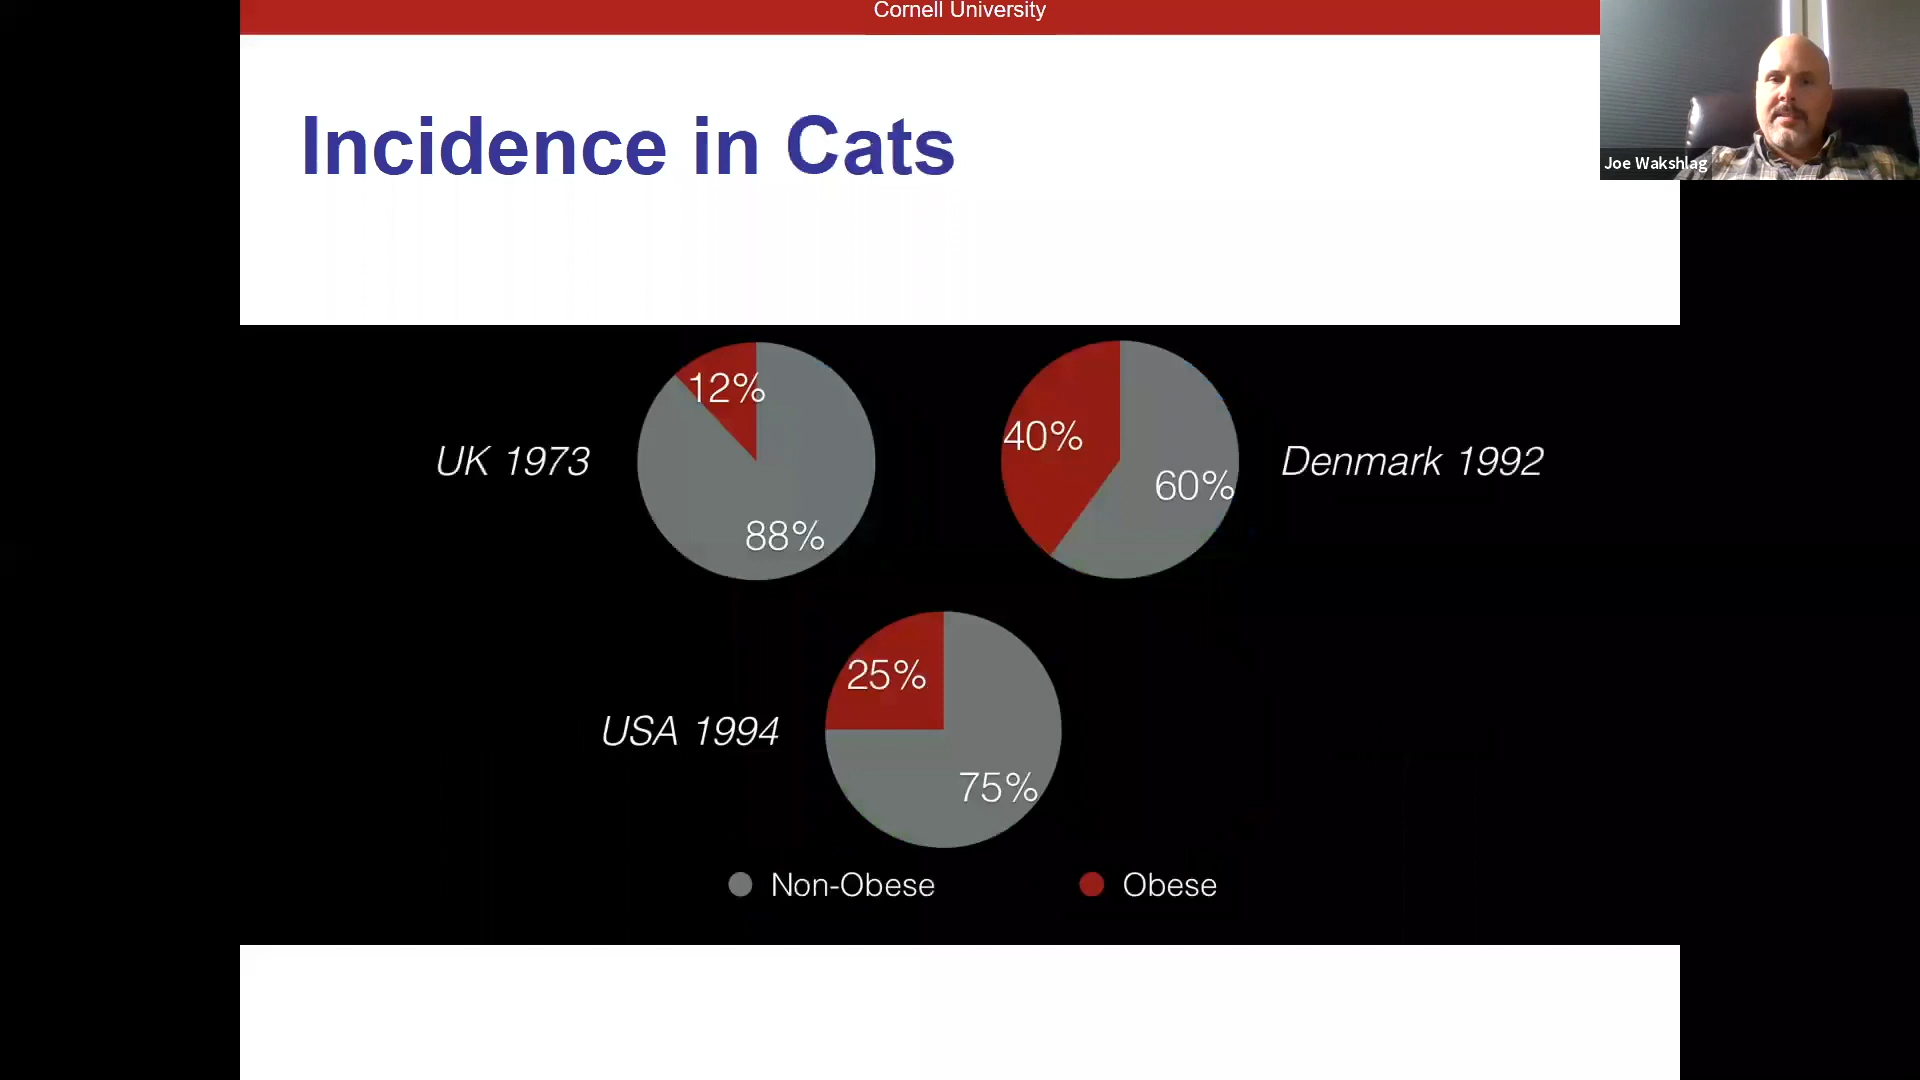 Cornell University
Joe Wakshlag
Incidence in Cats
12%
88%
UK 1973
40%
60%
Denmark 1992
25%
75%
USA 1994
Non-Obese
Obese